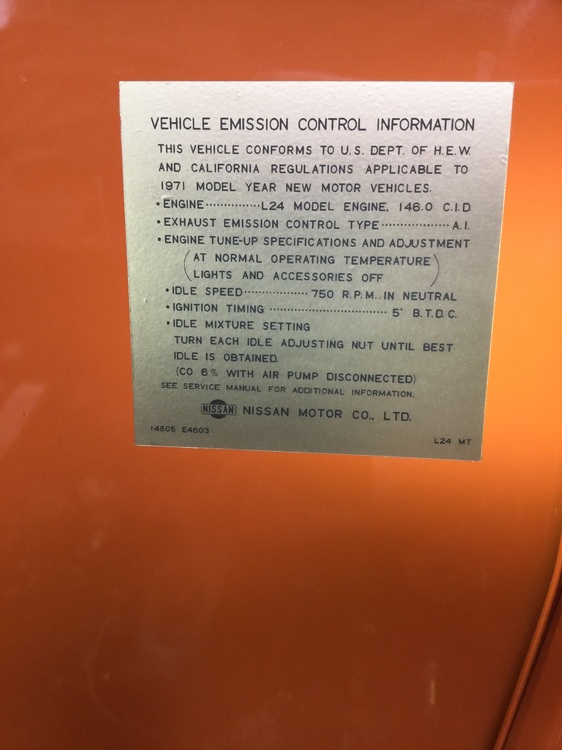 VEHICLE EMISSION CONTROL INFORMATION
THIS VEHICLE CONFORMS TO U.S. DEPT. OF H.E.W.
AND CALIFORNIA REGULATIONS APPLICABLE TO
1971 MODEL YEAR NEW MOTOR VEHICLES.
• ENGINE ··············· L24 MODEL ENGINE, 146.0 C.I.D.
• EXHAUST EMISSION CONTROL TYPE ·················· A.I.
• ENGINE TUNE-UP SPECIFICATIONS AND ADJUSTMENT
(AT NORMAL OPERATING TEMPERATURE
LIGHTS AND ACCESSORIES OFF)
• IDLE SPEED ················· 750 R.P.M. IN NEUTRAL
• IGNITION TIMING ······························· 5° B.T.D.C.
• IDLE MIXTURE SETTING
TURN EACH IDLE ADJUSTING NUT UNTIL BEST
IDLE IS OBTAINED.
(CO 6% WITH AIR PUMP DISCONNECTED)
SEE SERVICE MANUAL FOR ADDITIONAL INFORMATION.
NISSAN NISSAN MOTOR CO., LTD.
14805 E4603 L24 MT